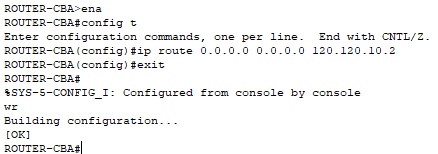 ROUTER-CBA>ena
ROUTER-CBA#config t
Enter configuration commands, one per line.  End with CNTL/Z.
ROUTER-CBA(config)#ip route 0.0.0.0 0.0.0.0 120.120.10.2
ROUTER-CBA(config)#exit
ROUTER-CBA#
%SYS-5-CONFIG_I: Configured from console by console
wr
Building configuration...
[OK]
ROUTER-CBA#